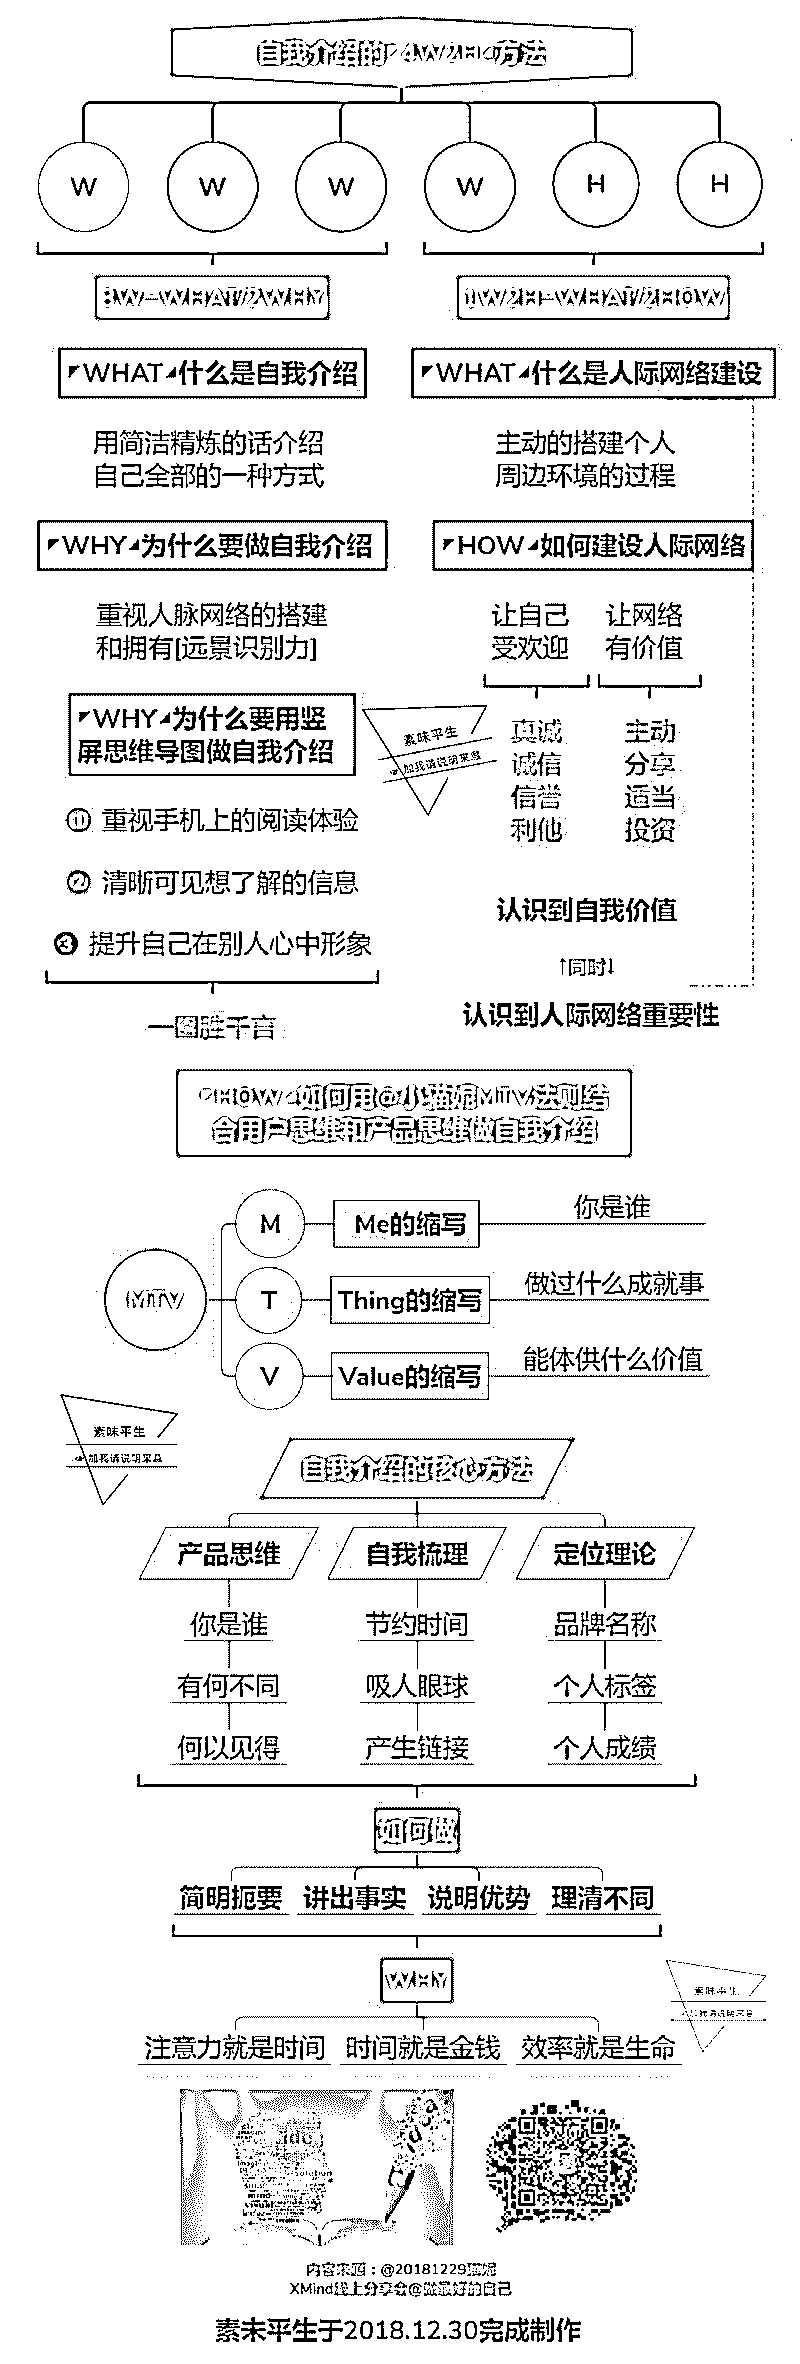 自我介绍的◤4W2H◢方法
W W W W H H
3W-WHAT/2WHY
1W2H-WHAT/2HOW
◤WHAT◢什么是自我介绍
用简洁精炼的话介绍
自己全部的一种方式
◤WHY◢为什么要做自我介绍
重视人脉网络的搭建
和拥有[远景识别力]
◤WHY◢为什么要用竖
屏思维导图做自我介绍
① 重视手机上的阅读体验
② 清晰可见想了解的信息
❸ 提升自己在别人心中形象
一图胜千言
◤WHAT◢什么是人际网络建设
主动的搭建个人
周边环境的过程
◤HOW◢如何建设人际网络
让自己
受欢迎
真诚
诚信
信誉
利他
让网络
有价值
主动
分享
适当
投资
素昧平生
加我请说明来意
认识到自我价值
↑同时↓
认识到人际网络重要性
◤HOW◢如何用@小猫妮MTV法则结
合用户思维和产品思维做自我介绍
MTV
M Me的缩写 你是谁
T Thing的缩写 做过什么成就事
V Value的缩写 能体供什么价值
素昧平生
加我请说明来意
自我介绍的核心方法
产品思维
你是谁
有何不同
何以见得
自我梳理
节约时间
吸人眼球
产生链接
定位理论
品牌名称
个人标签
个人成绩
如何做
简明扼要 讲出事实 说明优势 理清不同
WHY
素昧平生
加我请说明来意
注意力就是时间 时间就是金钱 效率就是生命
内容来源：@20181229猫妮
XMind线上分享会@做最好的自己
素未平生于2018.12.30完成制作